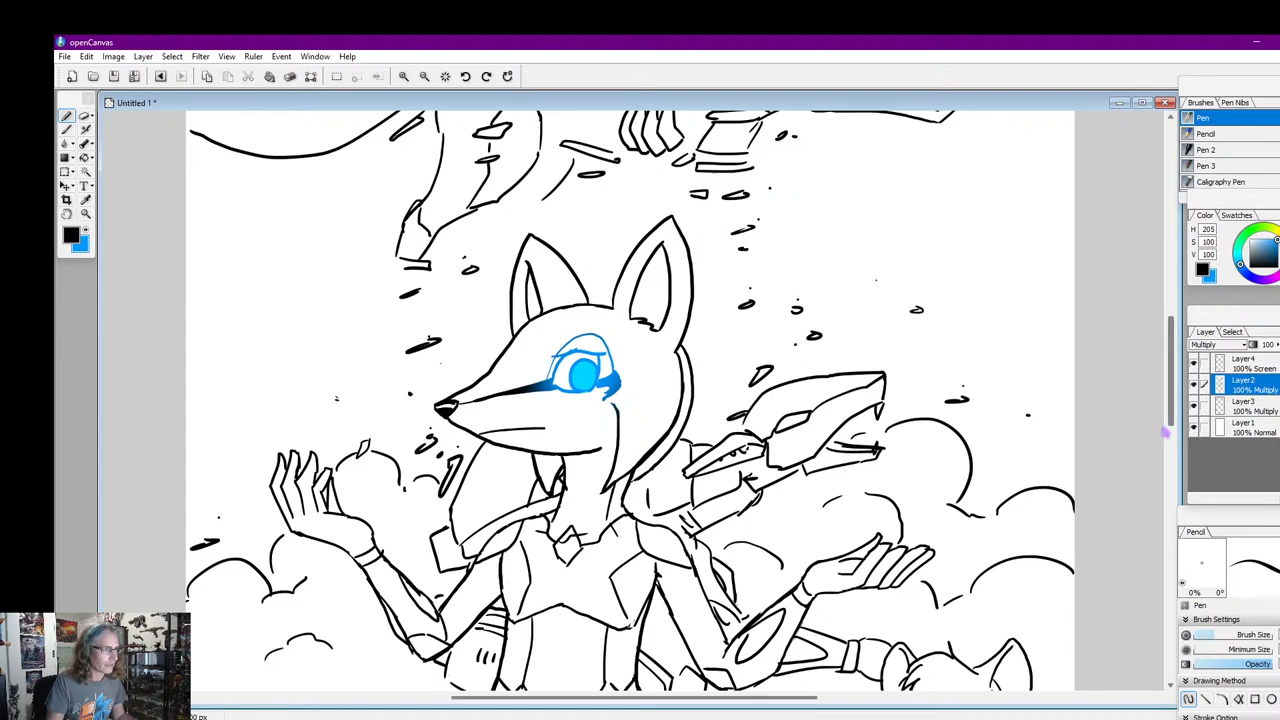 openCanvas
File Edit Image Layer Select Filter View Ruler Event Window Help
Untitled 1 *
Brushes Pen Nibs
Pen
Pencil
Pen 2
Pen 3
Caligraphy Pen
Color Swatches
H 205
S 100
V 100
Layer Select
Multiply 100
Layer4
100% Screen
Layer2
100% Multiply
Layer3
100% Multiply
Layer1
100% Normal
Pencil
0% 0°
Pen
Brush Settings
Brush Size
Minimum Size
Opacity
Drawing Method
Stroke Option